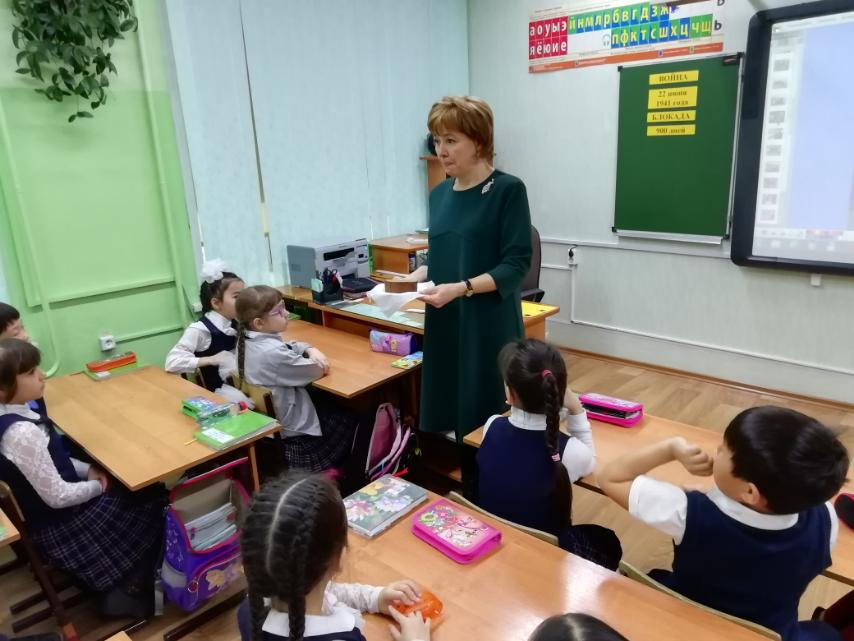 а о у ы э й н м л р б в г д з ж
я ё ю и е п ф к т с ш х ц ч щ
ь
ъ
ВОЙНА
22 июня
1941 года
БЛОКАДА
900 дней